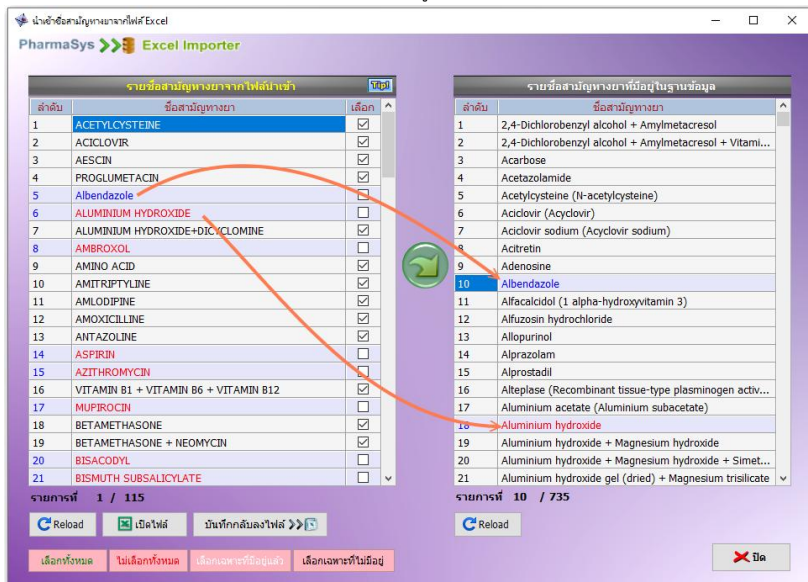 นำเข้าชื่อสามัญทางยาจากไฟล์ Excel
PharmaSys Excel Importer
รายชื่อสามัญทางยาจากไฟล์นำเข้า Tip!
ลำดับ ชื่อสามัญทางยา เลือก
1 ACETYLCYSTEINE
2 ACICLOVIR
3 AESCIN
4 PROGLUMETACIN
5 Albendazole
6 ALUMINIUM HYDROXIDE
7 ALUMINIUM HYDROXIDE+DICYCLOMINE
8 AMBROXOL
9 AMINO ACID
10 AMITRIPTYLINE
11 AMLODIPINE
12 AMOXICILLINE
13 ANTAZOLINE
14 ASPIRIN
15 AZITHROMYCIN
16 VITAMIN B1 + VITAMIN B6 + VITAMIN B12
17 MUPIROCIN
18 BETAMETHASONE
19 BETAMETHASONE + NEOMYCIN
20 BISACODYL
21 BISMUTH SUBSALICYLATE
รายการที่ 1 / 115
Reload เปิดไฟล์ บันทึกกลับลงไฟล์ >>
เลือกทั้งหมด ไม่เลือกทั้งหมด เลือกเฉพาะที่มีอยู่แล้ว เลือกเฉพาะที่ไม่มีอยู่
รายชื่อสามัญทางยาที่มีอยู่ในฐานข้อมูล
ลำดับ ชื่อสามัญทางยา
1 2,4-Dichlorobenzyl alcohol + Amylmetacresol
2 2,4-Dichlorobenzyl alcohol + Amylmetacresol + Vitami...
3 Acarbose
4 Acetazolamide
5 Acetylcysteine (N-acetylcysteine)
6 Aciclovir (Acyclovir)
7 Aciclovir sodium (Acyclovir sodium)
8 Acitretin
9 Adenosine
10 Albendazole
11 Alfacalcidol (1 alpha-hydroxyvitamin 3)
12 Alfuzosin hydrochloride
13 Allopurinol
14 Alprazolam
15 Alprostadil
16 Alteplase (Recombinant tissue-type plasminogen activ...
17 Aluminium acetate (Aluminium subacetate)
18 Aluminium hydroxide
19 Aluminium hydroxide + Magnesium hydroxide
20 Aluminium hydroxide + Magnesium hydroxide + Simet...
21 Aluminium hydroxide gel (dried) + Magnesium trisilicate
รายการที่ 10 / 735
Reload
ปิด